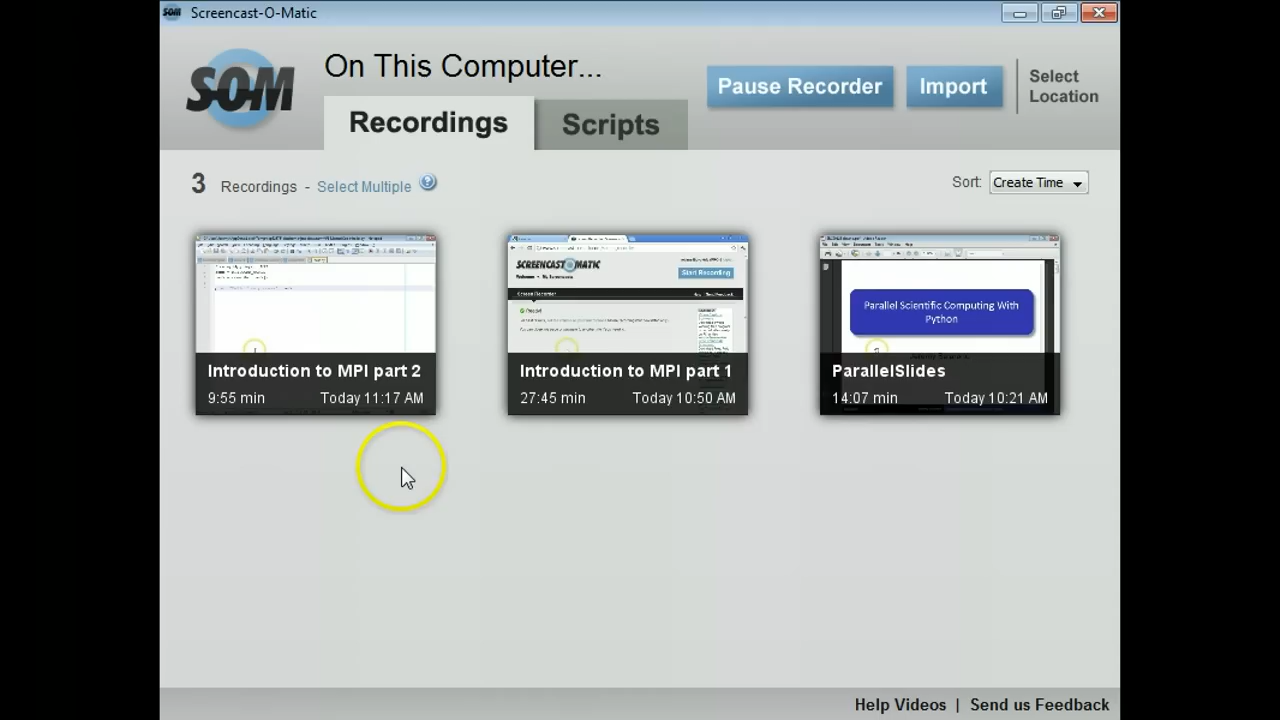 SOM Screencast-O-Matic
SOM
On This Computer...
Pause Recorder
Import
Select
Location
Recordings
Scripts
3 Recordings - Select Multiple
Sort: Create Time
SCREENCAST-O-MATIC
Start Recording
Parallel Scientific Computing With
Python
Introduction to MPI part 2
9:55 min Today 11:17 AM
Introduction to MPI part 1
27:45 min Today 10:50 AM
ParallelSlides
14:07 min Today 10:21 AM
Help Videos | Send us Feedback